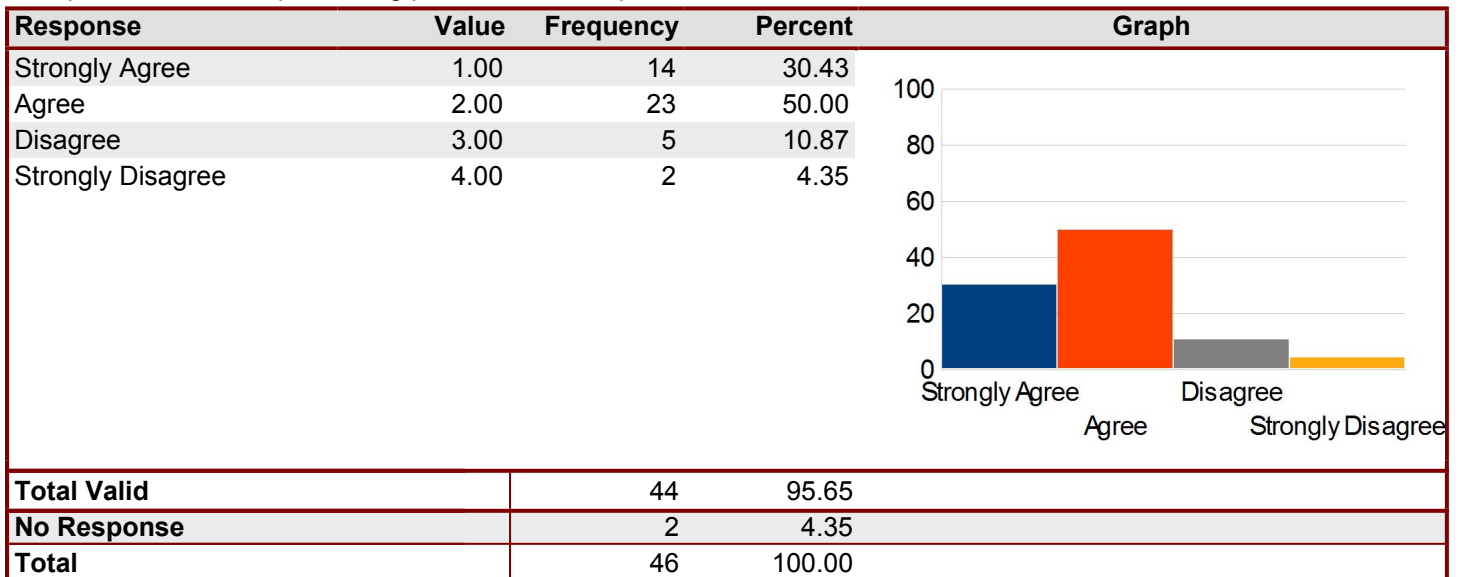 Response Value Frequency Percent Graph
Strongly Agree 1.00 14 30.43
Agree 2.00 23 50.00
Disagree 3.00 5 10.87
Strongly Disagree 4.00 2 4.35
100
80
60
40
20
0
Strongly Agree Disagree
Agree Strongly Disagree
Total Valid 44 95.65
No Response 2 4.35
Total 46 100.00